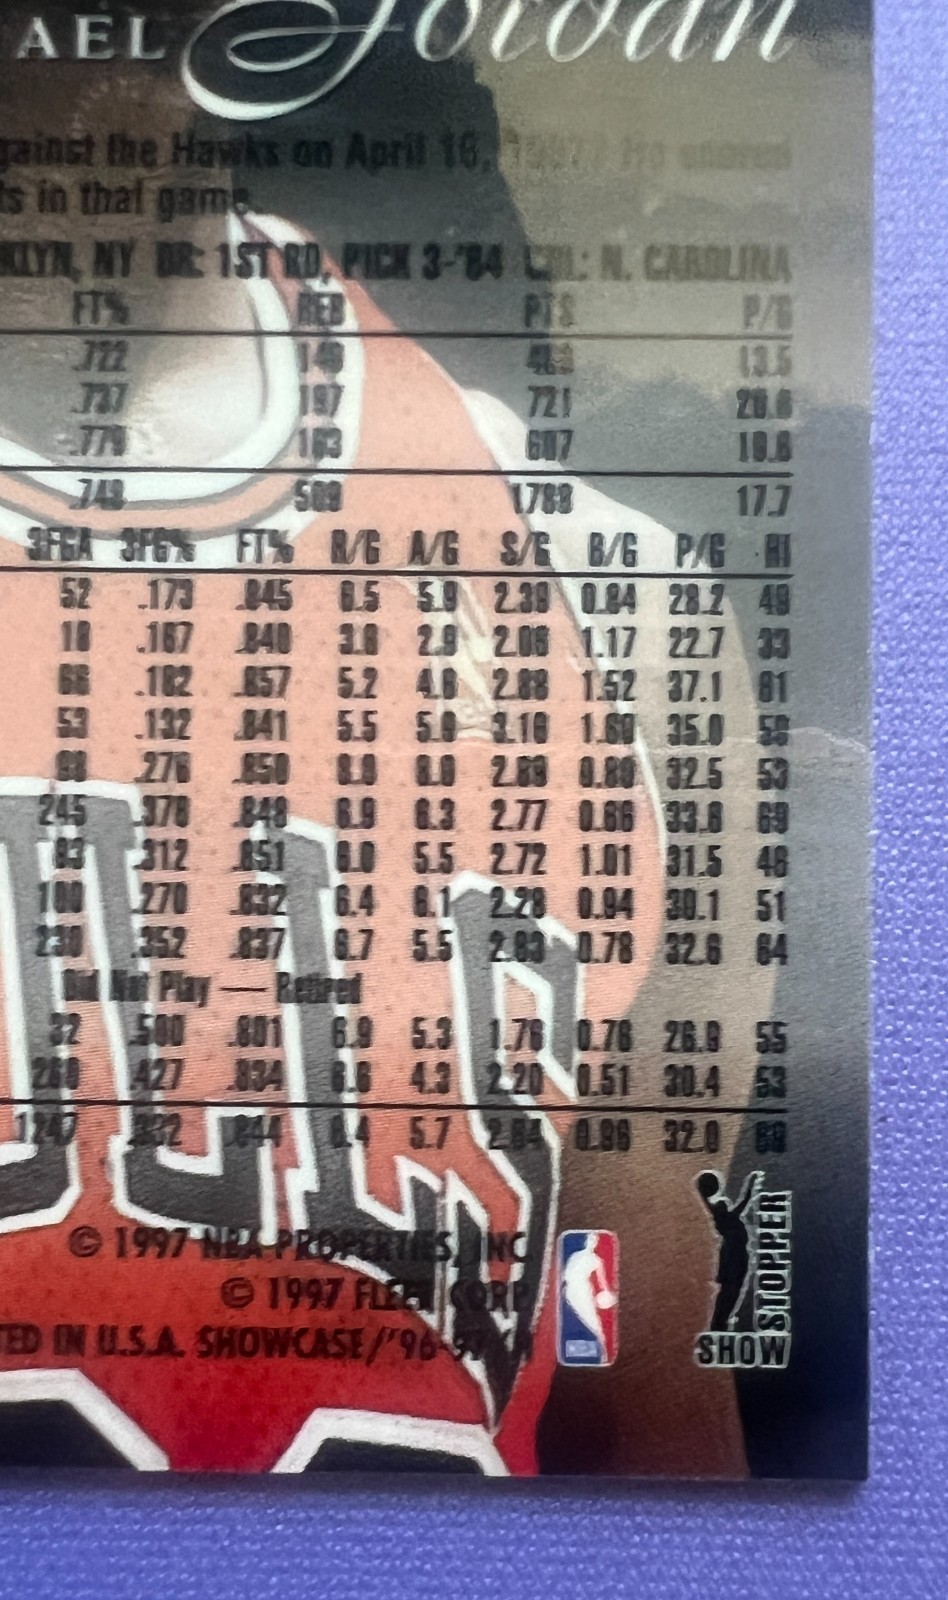 AEL Jordan
gainst the Hawks on April 16, 1987. He scored
ts in that game.
KLYN, NY DR: 1ST RD, PICK 3-'84 COL: N. CAROLINA
FT% REB PTS P/G
.722 13.5
.737 197 721
.779 163 607
509 1788 17.7
3FGA 3FG% FT% R/G A/G S/G B/G P/G HI
52 .173 .845 6.5 5.9 2.39 0.84 28.2 49
18 .167 .840 3.6 2.9 2.06 1.17 22.7 33
66 .182 .857 5.2 4.6 2.88 1.52 37.1 61
53 .132 .841 5.5 5.9 3.16 1.60 35.0 59
.276 .850 8.0 8.0 2.89 0.80 32.5 53
245 .376 .848 6.9 6.3 2.77 0.66 33.6 69
93 .312 .851 6.0 5.5 2.72 1.01 31.5 46
100 .270 .832 6.4 6.1 2.28 0.94 30.1 51
230 .352 .837 6.7 5.5 2.83 0.78 32.6 64
Did Not Play — Retired
32 .500 .801 6.9 5.3 1.76 0.76 26.9 55
260 .427 .834 6.6 4.3 2.20 0.51 30.4 53
1247 .332 .844 6.4 5.7 32.0 69
© 1997 NBA PROPERTIES, INC
© 1997 FLEER CORP
TED IN U.S.A. SHOWCASE/'96-97
SHOW STOPPER